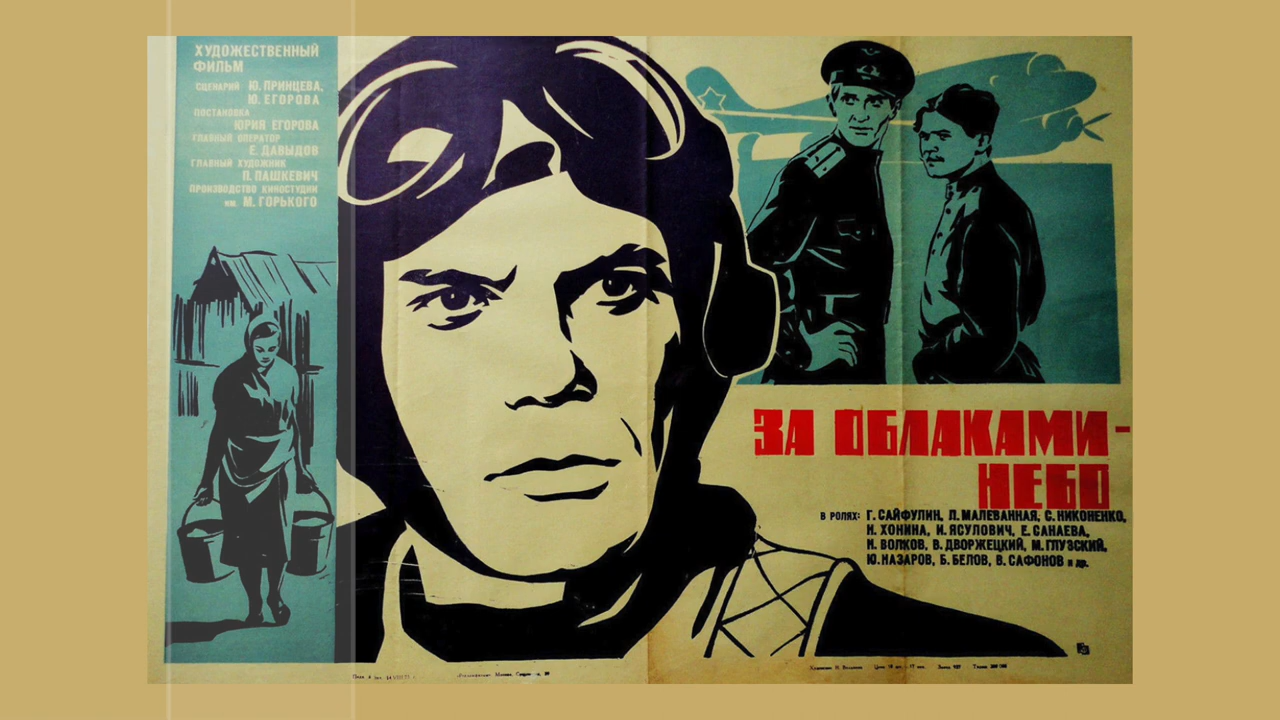 ХУДОЖЕСТВЕННЫЙ
ФИЛЬМ
СЦЕНАРИЙ Ю. ПРИНЦЕВА,
Ю. ЕГОРОВА
ПОСТАНОВКА
ЮРИЯ ЕГОРОВА
ГЛАВНЫЙ ОПЕРАТОР
Е. ДАВЫДОВ
ГЛАВНЫЙ ХУДОЖНИК
П. ПАШКЕВИЧ
ПРОИЗВОДСТВО КИНОСТУДИИ
им. М. ГОРЬКОГО
ЗА ОБЛАКАМИ-
НЕБО
В РОЛЯХ: Г. САЙФУЛИН, Л. МАЛЕВАННАЯ, С. НИКОНЕНКО,
Н. ХОНИНА, И. ЯСУЛОВИЧ, Е. САНАЕВА,
Н. ВОЛКОВ, В. ДВОРЖЕЦКИЙ, М. ГЛУЗСКИЙ,
Ю. НАЗАРОВ, Б. БЕЛОВ, В. САФОНОВ и др.